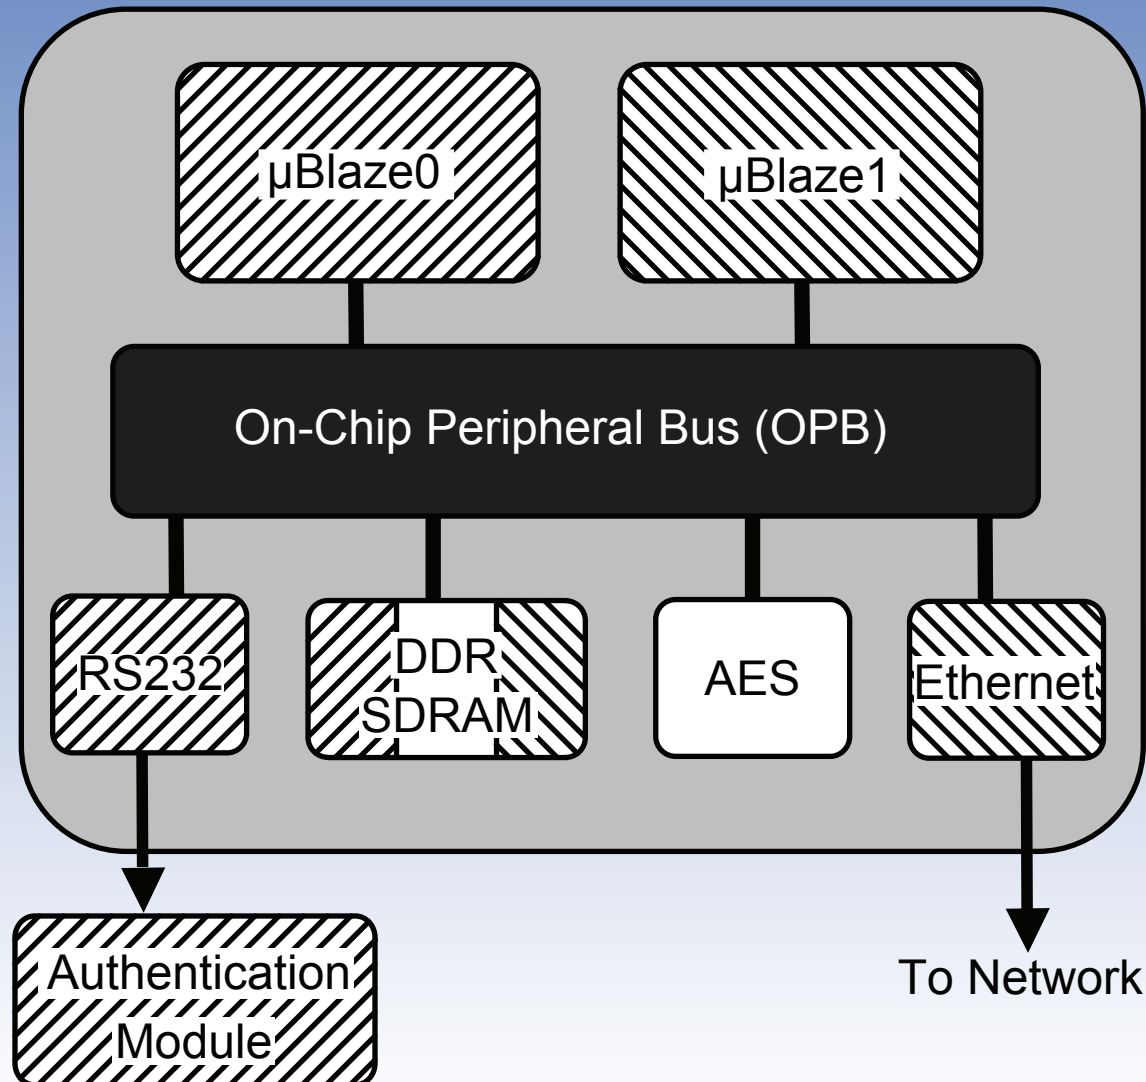 µBlaze0
µBlaze1
On-Chip Peripheral Bus (OPB)
RS232
DDR
SDRAM
AES
Ethernet
Authentication
Module
To Network